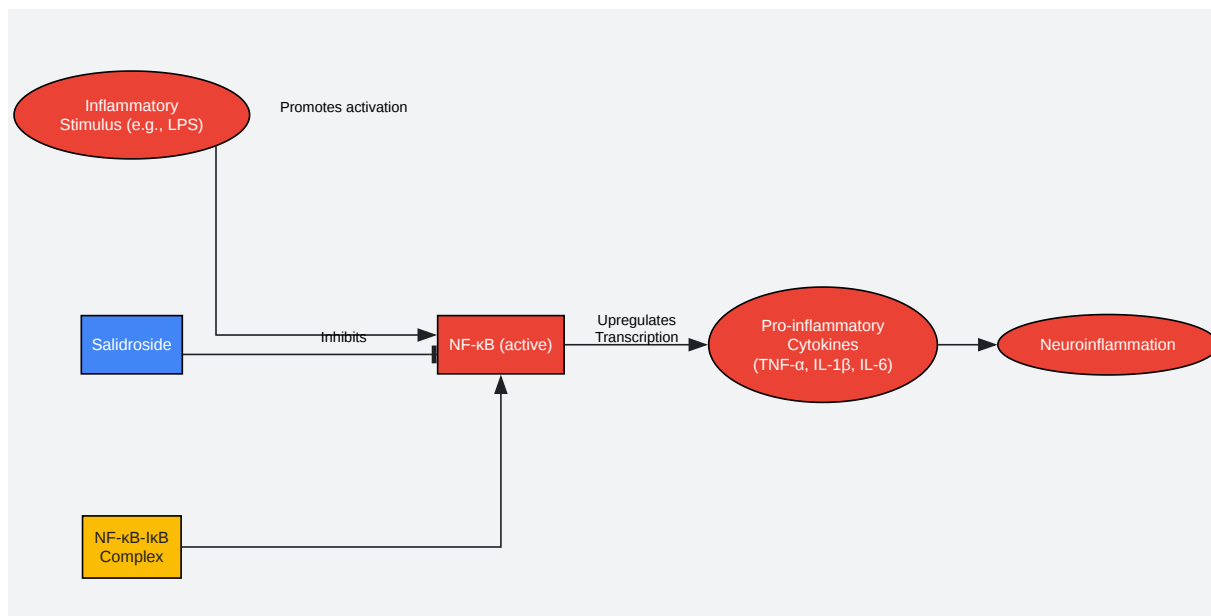 Inflammatory
Stimulus (e.g., LPS)
Promotes activation
Salidroside
Inhibits
NF-κB (active)
Upregulates
Transcription
Pro-inflammatory
Cytokines
(TNF-α, IL-1β, IL-6)
Neuroinflammation
NF-κB-IκB
Complex